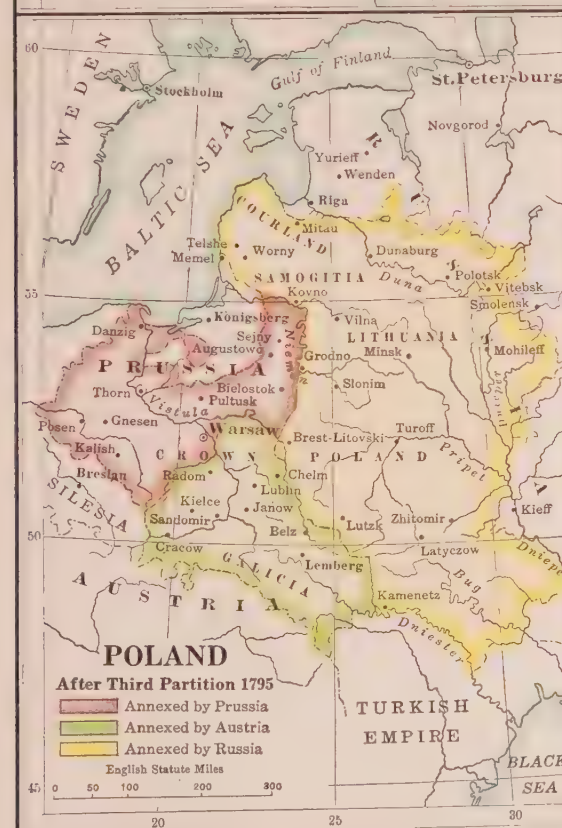 60
SWEDEN
Stockholm
Gulf of Finland
St. Petersburg
Novgorod
BALTIC SEA
Yurieff
Wenden
Riga
COURLAND
Mitau
Telshe
Memel
Worny
Dunaburg
SAMOGITIA
Duna
Polotsk
Vitebsk
55
Kovno
Smolensk
Konigsberg
Danzig
Vilna
LITHUANIA
Sejny
Augustowo
Niemen
Grodno
Minsk
Mohileff
PRUSSIA
Bielostok
Slonim
Thorn
Vistula
Pultusk
Dnieper
Posen
Gnesen
Warsaw
Brest-Litovski
Turoff
Kalish
CROWN POLAND
Pripet
Breslau
Radom
Chelm
Lublin
SILESIA
Kielce
Janow
Kieff
Sandomir
Lutzk
Zhitomir
50
Belz
Cracow
Latyczow
Dniepe
GALICIA
Lemberg
Bug
AUSTRIA
Kamenetz
Dniester
RUSSIA
POLAND
After Third Partition 1795
Annexed by Prussia
Annexed by Austria
Annexed by Russia
English Statute Miles
0 50 100 200 300
TURKISH
EMPIRE
BLACK
SEA
45
20
25
30